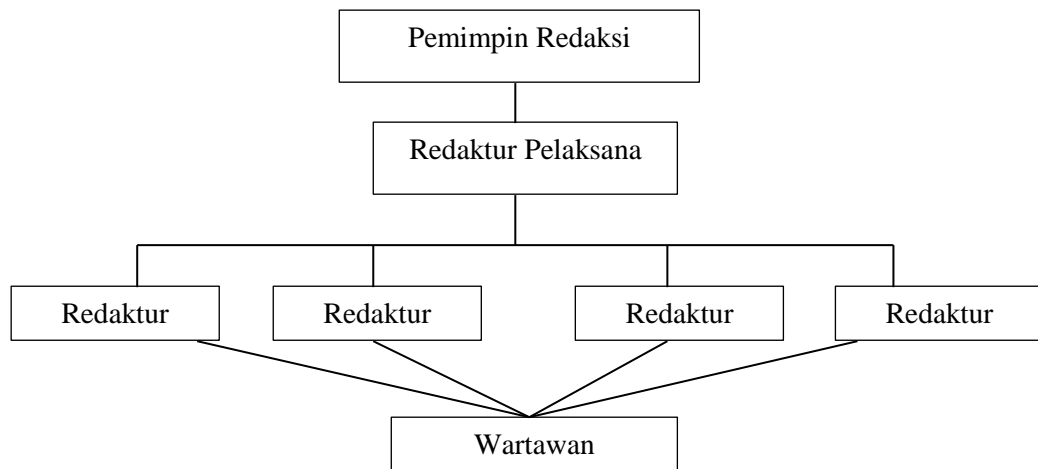 Pemimpin Redaksi
Redaktur Pelaksana
Redaktur
Redaktur
Redaktur
Redaktur
Wartawan